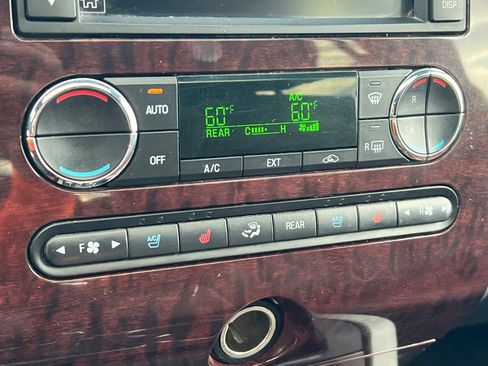 DISP
A/C
AUTO
60°F
60°F
R
REAR
C
H
R
OFF
A/C
EXT
F
A/C
REAR
A/C
R